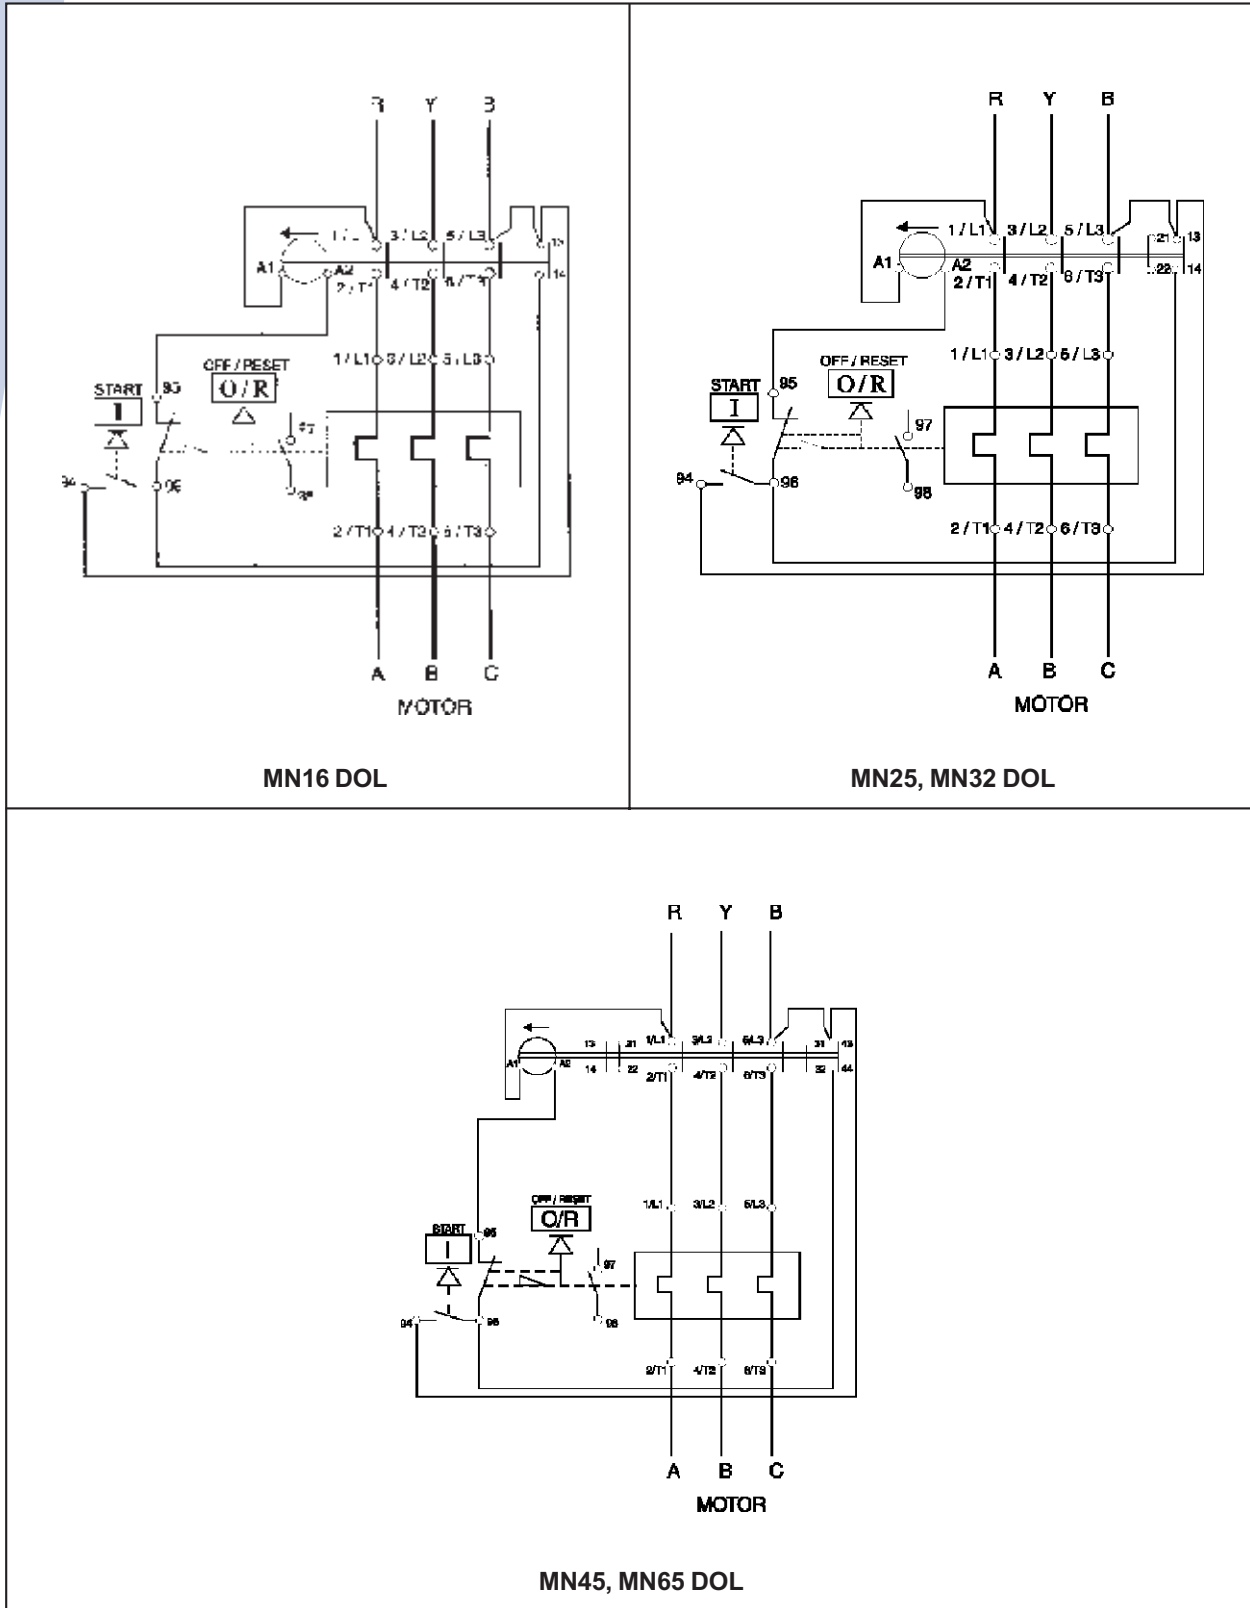 R Y B
1 / L 3 / L2 5 / L3 13
A1 A2 14
2 / T1 4 / T2 6 / T3
1 / L1 3 / L2 5 / L3
OFF / RESET
O / R
START 95
I
97
94 96 98
2 / T1 4 / T2 6 / T3
A B C
MOTOR
MN16 DOL
R Y B
1 / L1 3 / L2 5 / L3 21 13
A1 A2 22 14
2 / T1 4 / T2 6 / T3
1 / L1 3 / L2 5 / L3
OFF / RESET
O / R
START 95
I
97
94 96 98
2 / T1 4 / T2 6 / T3
A B C
MOTOR
MN25, MN32 DOL
R Y B
13 21 1/L1 3/L2 5/L3 31 43
A1 A2
14 22 2/T1 4/T2 6/T3 32 44
1/L1 3/L2 5/L3
OFF / RESET
O/R
START 95
I
97
94 96 98
2/T1 4/T2 6/T3
A B C
MOTOR
MN45, MN65 DOL